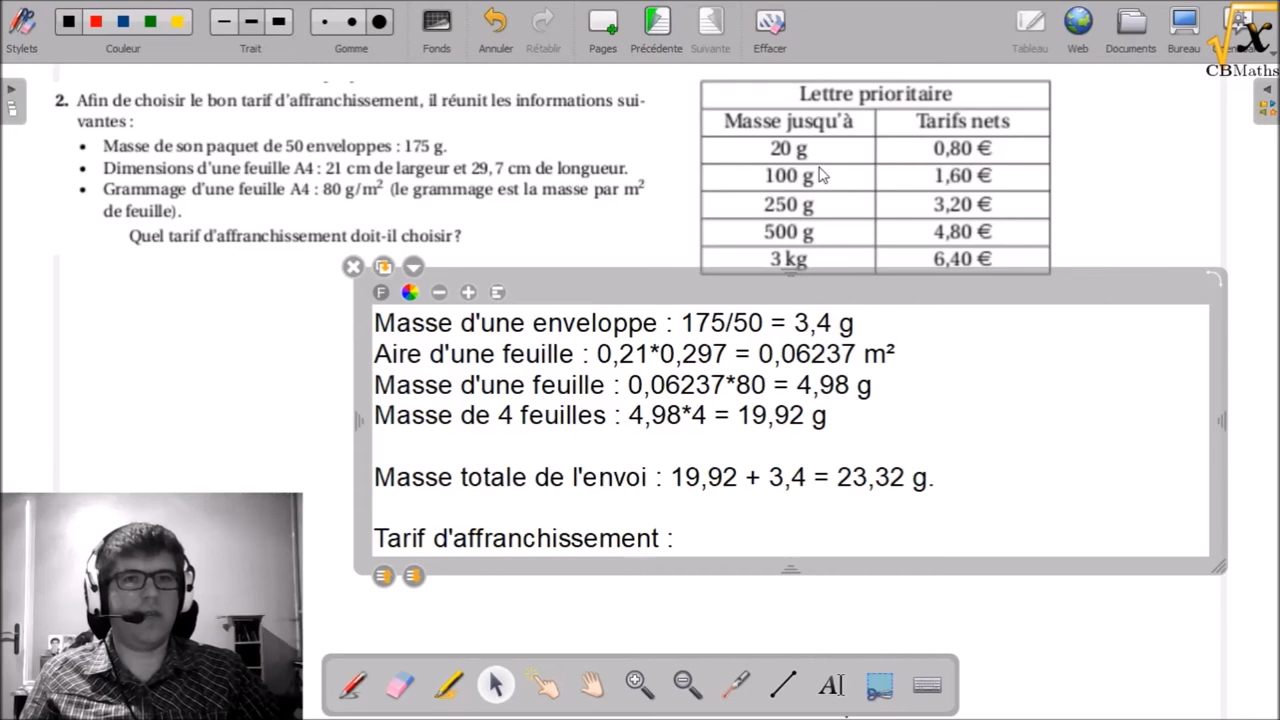 Stylets
Couleur
Trait
Gomme
Fonds
Annuler
Rétablir
Pages
Précédente
Suivante
Effacer
Tableau
Web
Documents
Bureau
√x
CBMaths
2. Afin de choisir le bon tarif d'affranchissement, il réunit les informations sui-
vantes :
• Masse de son paquet de 50 enveloppes : 175 g.
• Dimensions d'une feuille A4 : 21 cm de largeur et 29,7 cm de longueur.
• Grammage d'une feuille A4 : 80 g/m² (le grammage est la masse par m²
de feuille).
Quel tarif d'affranchissement doit-il choisir ?
Lettre prioritaire
Masse jusqu'à Tarifs nets
20 g 0,80 €
100 g 1,60 €
250 g 3,20 €
500 g 4,80 €
3 kg 6,40 €
F
Masse d'une enveloppe : 175/50 = 3,4 g
Aire d'une feuille : 0,21*0,297 = 0,06237 m²
Masse d'une feuille : 0,06237*80 = 4,98 g
Masse de 4 feuilles : 4,98*4 = 19,92 g
Masse totale de l'envoi : 19,92 + 3,4 = 23,32 g.
Tarif d'affranchissement :
AI